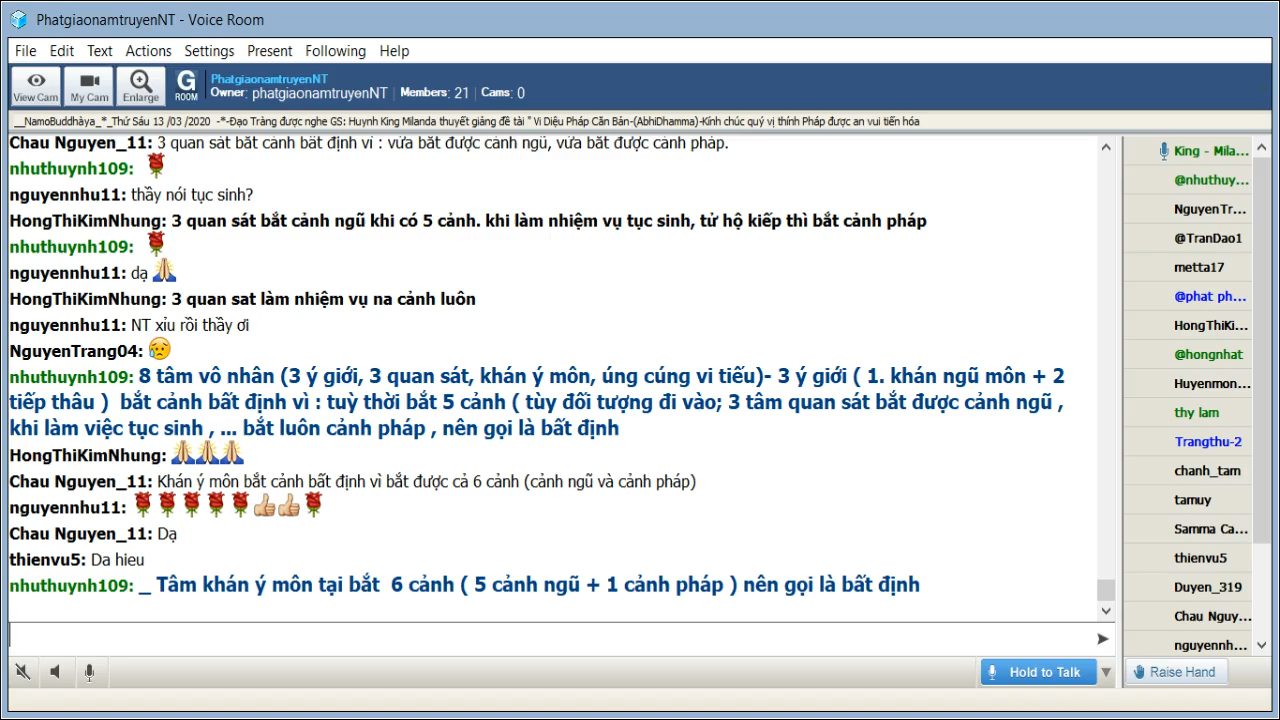 PhatgiaonamtruyenNT - Voice Room
File Edit Text Actions Settings Present Following Help
View Cam My Cam Enlarge G ROOM PhatgiaonamtruyenNT
Owner: phatgiaonamtruyenNT Members: 21 Cams: 0
__NamoBuddhàya_*_Thứ Sáu 13 /03 /2020 -*-Đạo Tràng được nghe GS: Huynh King Milanda thuyết giảng đề tài " Vi Diệu Pháp Căn Bản-(AbhiDhamma)-Kính chúc quý vị thính Pháp được an vui tiến hóa
Chau Nguyen_11: 3 quan sát bắt cảnh bất định vì : vừa bắt được cảnh ngũ, vừa bắt được cảnh pháp.
nhuthuynh109:
nguyennhu11: thầy nói tục sinh?
HongThiKimNhung: 3 quan sát bắt cảnh ngũ khi có 5 cảnh. khi làm nhiệm vụ tục sinh, tử hộ kiếp thì bắt cảnh pháp
nhuthuynh109:
nguyennhu11: dạ
HongThiKimNhung: 3 quan sat làm nhiệm vụ na cảnh luôn
nguyennhu11: NT xỉu rồi thầy ơi
NguyenTrang04:
nhuthuynh109: 8 tâm vô nhân (3 ý giới, 3 quan sát, khán ý môn, úng cúng vi tiếu)- 3 ý giới ( 1. khán ngũ môn + 2
tiếp thâu ) bắt cảnh bất định vì : tuỳ thời bắt 5 cảnh ( tùy đối tượng đi vào; 3 tâm quan sát bắt được cảnh ngũ ,
khi làm việc tục sinh , ... bắt luôn cảnh pháp , nên gọi là bất định
HongThiKimNhung:
Chau Nguyen_11: Khán ý môn bắt cảnh bất định vì bắt được cả 6 cảnh (cảnh ngũ và cảnh pháp)
nguyennhu11:
Chau Nguyen_11: Dạ
thienvu5: Da hieu
nhuthuynh109: _ Tâm khán ý môn tại bắt 6 cảnh ( 5 cảnh ngũ + 1 cảnh pháp ) nên gọi là bất định
King - Mila...
@nhuthuy...
NguyenTr...
@TranDao1
metta17
@phat ph...
HongThiKi...
@hongnhat
Huyenmon...
thy lam
Trangthu-2
chanh_tam
tamuy
Samma Ca...
thienvu5
Duyen_319
Chau Nguy...
nguyennh...
Hold to Talk Raise Hand